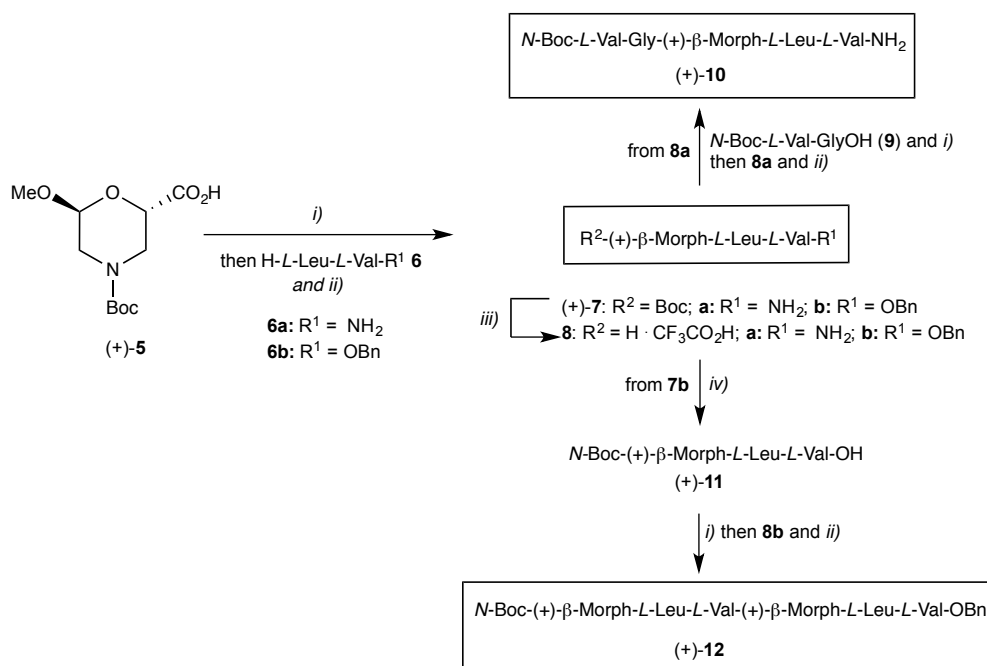 N-Boc-L-Val-Gly-(+)-β-Morph-L-Leu-L-Val-NH₂
(+)-10
from 8a
N-Boc-L-Val-GlyOH (9) and i)
then 8a and ii)
MeO
O
CO₂H
N
Boc
(+)-5
i)
then H-L-Leu-L-Val-R¹ 6
and ii)
6a: R¹ = NH₂
6b: R¹ = OBn
R²-(+)-β-Morph-L-Leu-L-Val-R¹
iii)
(+)-7: R² = Boc; a: R¹ = NH₂; b: R¹ = OBn
8: R² = H · CF₃CO₂H; a: R¹ = NH₂; b: R¹ = OBn
from 7b
iv)
N-Boc-(+)-β-Morph-L-Leu-L-Val-OH
(+)-11
i) then 8b and ii)
N-Boc-(+)-β-Morph-L-Leu-L-Val-(+)-β-Morph-L-Leu-L-Val-OBn
(+)-12